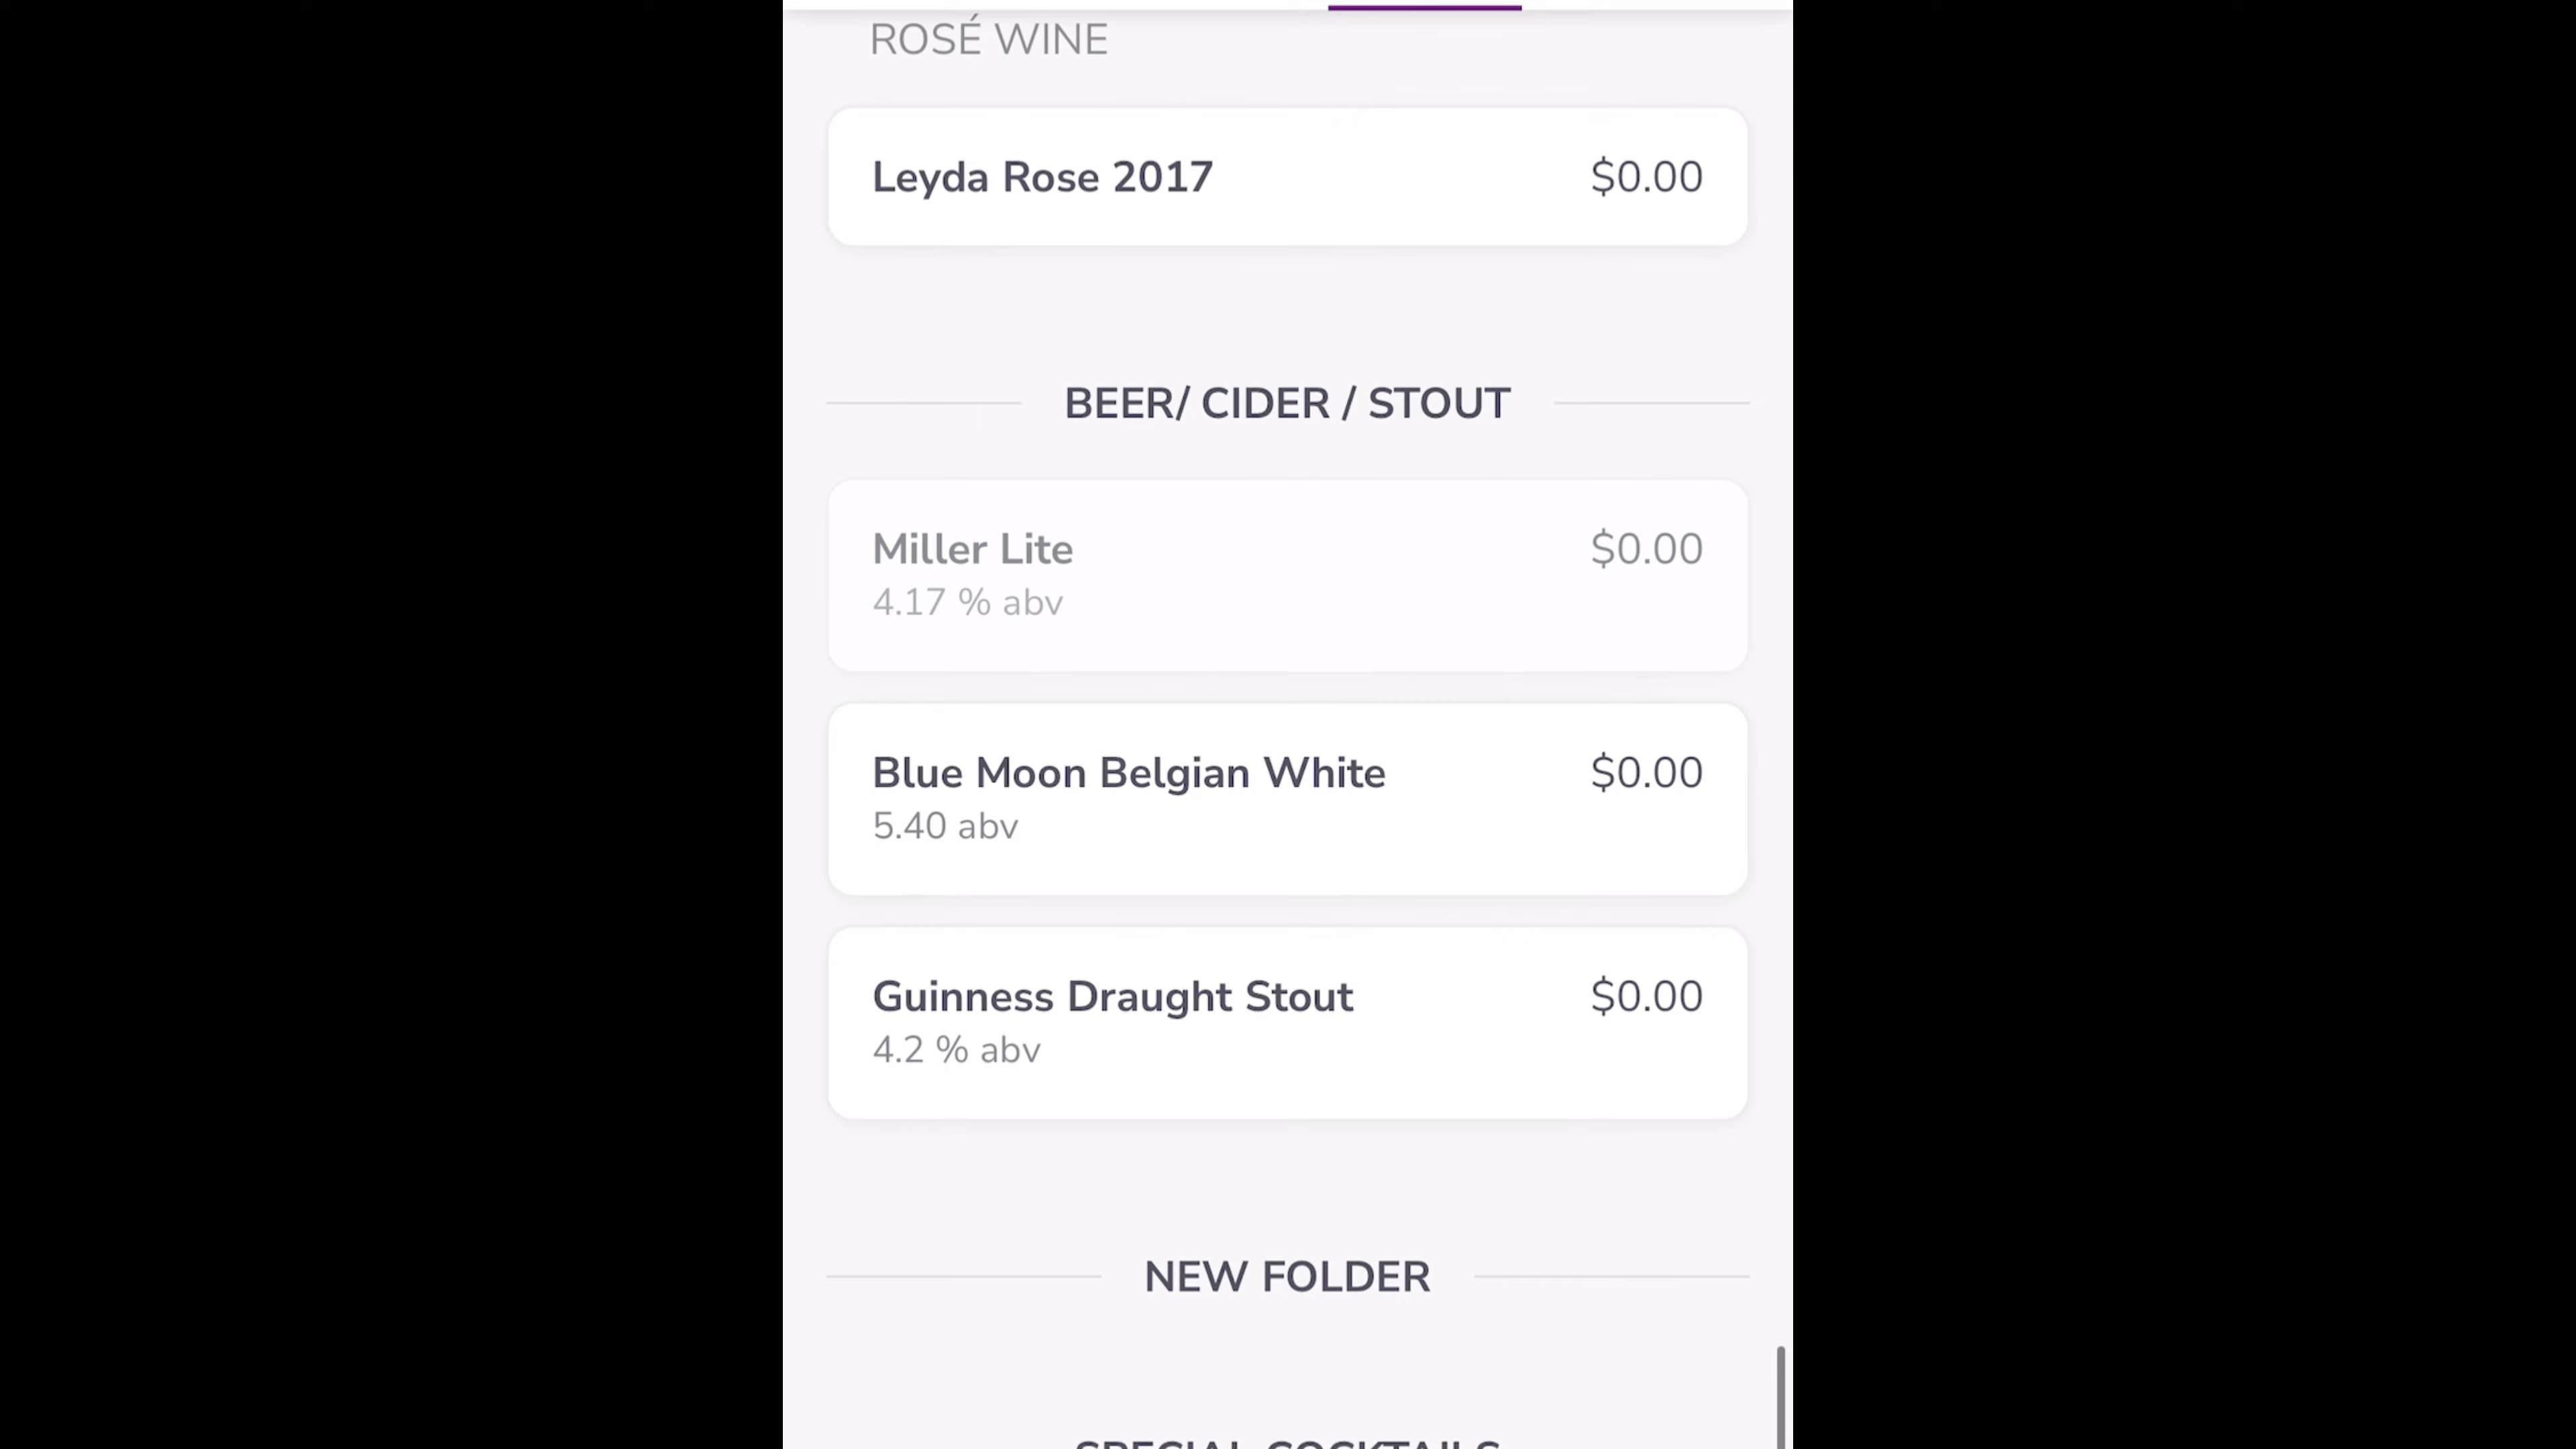 ROSÉ WINE
Leyda Rose 2017 $0.00
BEER/ CIDER / STOUT
Miller Lite $0.00
4.17 % abv
Blue Moon Belgian White $0.00
5.40 abv
Guinness Draught Stout $0.00
4.2 % abv
NEW FOLDER
SPECIAL COCKTAILS